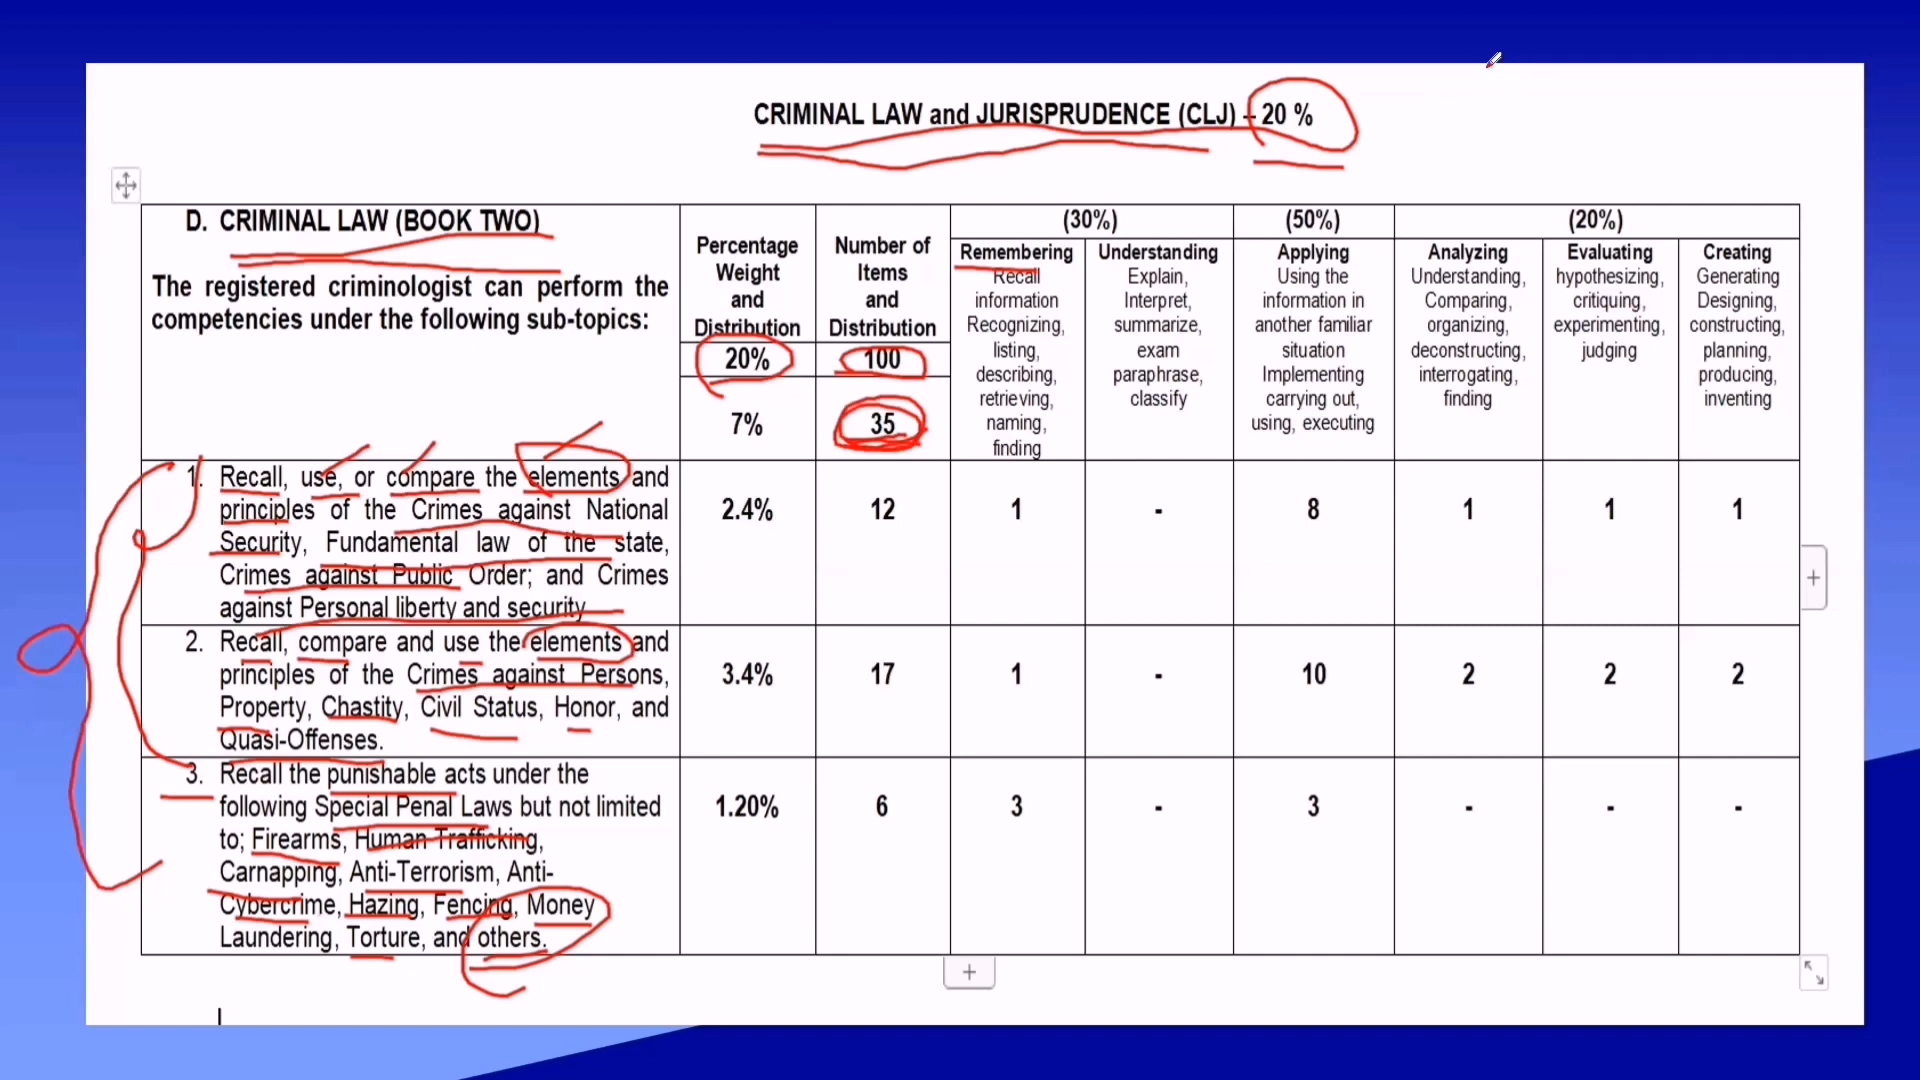 CRIMINAL LAW and JURISPRUDENCE (CLJ) – 20 %
D. CRIMINAL LAW (BOOK TWO)
The registered criminologist can perform the
competencies under the following sub-topics:
Percentage
Weight
and
Distribution
20%
7%
Number of
Items
and
Distribution
100
35
(30%)
(50%)
(20%)
Remembering
Recall
information
Recognizing,
listing,
describing,
retrieving,
naming,
finding
Understanding
Explain,
Interpret,
summarize,
exam
paraphrase,
classify
Applying
Using the
information in
another familiar
situation
Implementing
carrying out,
using, executing
Analyzing
Understanding,
Comparing,
organizing,
deconstructing,
interrogating,
finding
Evaluating
hypothesizing,
critiquing,
experimenting,
judging
Creating
Generating
Designing,
constructing,
planning,
producing,
inventing
1. Recall, use, or compare the elements and
principles of the Crimes against National
Security, Fundamental law of the state,
Crimes against Public Order; and Crimes
against Personal liberty and security
2.4% 12 1 - 8 1 1 1
2. Recall, compare and use the elements and
principles of the Crimes against Persons,
Property, Chastity, Civil Status, Honor, and
Quasi-Offenses.
3.4% 17 1 - 10 2 2 2
3. Recall the punishable acts under the
following Special Penal Laws but not limited
to; Firearms, Human Trafficking,
Carnapping, Anti-Terrorism, Anti-
Cybercrime, Hazing, Fencing, Money
Laundering, Torture, and others.
1.20% 6 3 - 3 - - -